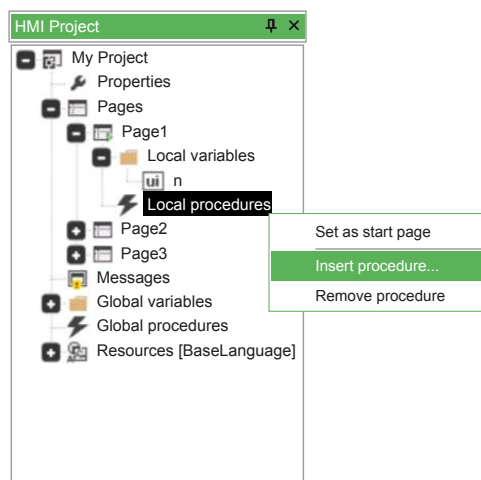 HMI Project
My Project
Properties
Pages
Page1
Local variables
ui n
Local procedures
Set as start page
Page2
Page3
Insert procedure...
Messages
Remove procedure
Global variables
Global procedures
Resources [BaseLanguage]